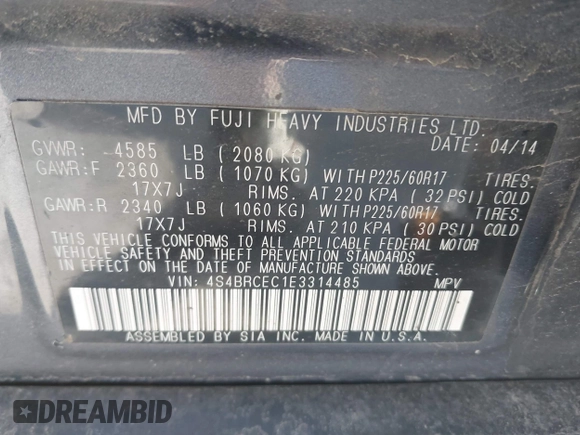 MFD BY FUJI HEAVY INDUSTRIES LTD.
DATE: 04/14
GVWR: 4585 LB ( 2080 KG)
GAWR:F 2360 LB ( 1070 KG) WITH P225/60R17 TIRES.
17X7J RIMS. AT 220 KPA ( 32 PSI) COLD
GAWR:R 2340 LB ( 1060 KG) WITH P225/60R17 TIRES.
17X7J RIMS. AT 210 KPA ( 30 PSI) COLD
THIS VEHICLE CONFORMS TO ALL APPLICABLE FEDERAL MOTOR
VEHICLE SAFETY AND THEFT PREVENTION STANDARDS
IN EFFECT ON THE DATE OF MANUFACTURE SHOWN ABOVE.
VIN: 4S4BRCEC1E3314485 MPV
ASSEMBLED BY SIA INC. MADE IN U.S.A.
DREAMBID